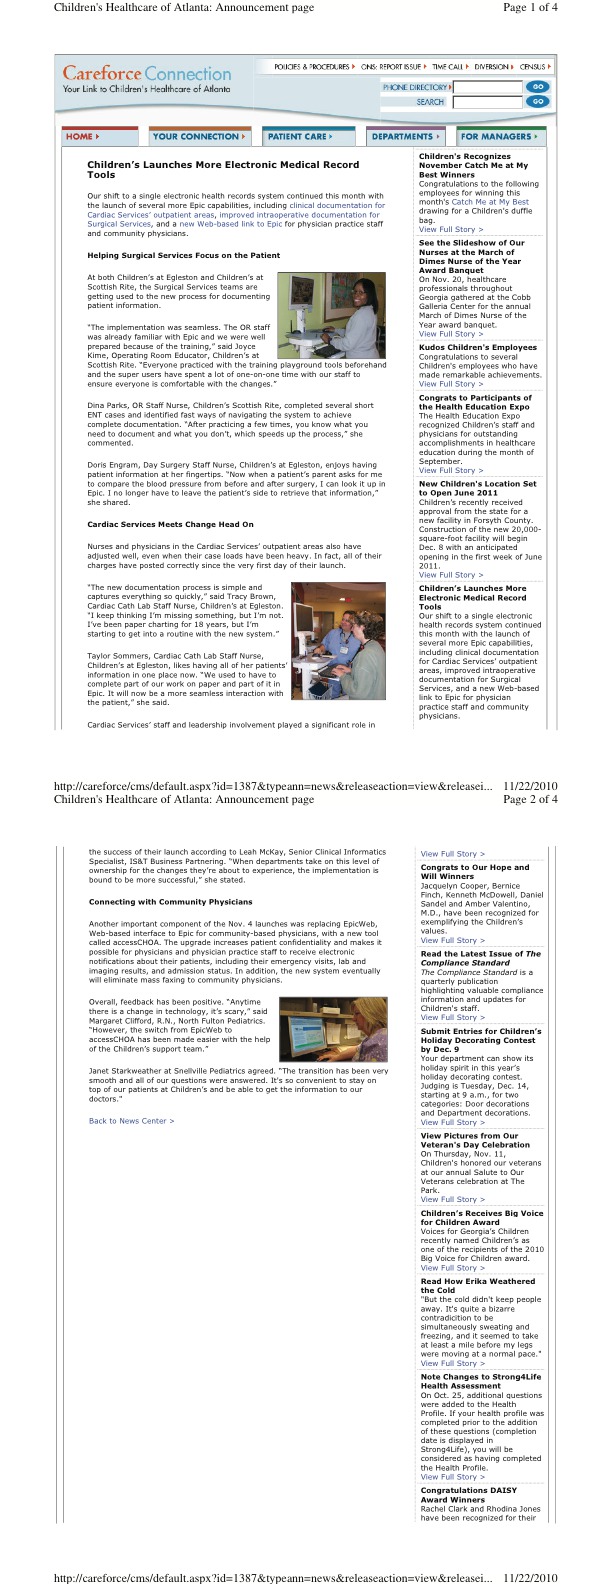 Children's Healthcare of Atlanta: Announcement page
Page 1 of 4
Careforce Connection
Your Link to Children's Healthcare of Atlanta
POLICIES & PROCEDURES
ONS: REPORT ISSUE
TIME CALL
DIVERSION
CENSUS
PHONE DIRECTORY
GO
SEARCH
GO
HOME
YOUR CONNECTION
PATIENT CARE
DEPARTMENTS
FOR MANAGERS
Children’s Launches More Electronic Medical Record
Tools
Our shift to a single electronic health records system continued this month with
the launch of several more Epic capabilities, including clinical documentation for
Cardiac Services’ outpatient areas, improved intraoperative documentation for
Surgical Services, and a new Web-based link to Epic for physician practice staff
and community physicians.
Helping Surgical Services Focus on the Patient
At both Children’s at Egleston and Children’s at
Scottish Rite, the Surgical Services teams are
getting used to the new process for documenting
patient information.
“The implementation was seamless. The OR staff
was already familiar with Epic and we were well
prepared because of the training,” said Joyce
Kime, Operating Room Educator, Children’s at
Scottish Rite. “Everyone practiced with the training playground tools beforehand
and the super users have spent a lot of one-on-one time with our staff to
ensure everyone is comfortable with the changes.”
Dina Parks, OR Staff Nurse, Children’s Scottish Rite, completed several short
ENT cases and identified fast ways of navigating the system to achieve
complete documentation. “After practicing a few times, you know what you
need to document and what you don’t, which speeds up the process,” she
commented.
Doris Engram, Day Surgery Staff Nurse, Children’s at Egleston, enjoys having
patient information at her fingertips. “Now when a patient’s parent asks for me
to compare the blood pressure from before and after surgery, I can look it up in
Epic. I no longer have to leave the patient’s side to retrieve that information,”
she shared.
Cardiac Services Meets Change Head On
Nurses and physicians in the Cardiac Services’ outpatient areas also have
adjusted well, even when their case loads have been heavy. In fact, all of their
charges have posted correctly since the very first day of their launch.
“The new documentation process is simple and
captures everything so quickly,” said Tracy Brown,
Cardiac Cath Lab Staff Nurse, Children’s at Egleston.
“I keep thinking I’m missing something, but I’m not.
I’ve been paper charting for 18 years, but I’m
starting to get into a routine with the new system.”
Taylor Sommers, Cardiac Cath Lab Staff Nurse,
Children’s at Egleston, likes having all of her patients’
information in one place now. “We used to have to
complete part of our work on paper and part of it in
Epic. It will now be a more seamless interaction with
the patient,” she said.
Cardiac Services’ staff and leadership involvement played a significant role in
Children's Recognizes
November Catch Me at My
Best Winners
Congratulations to the following
employees for winning this
month's Catch Me at My Best
drawing for a Children's duffle
bag.
View Full Story >
See the Slideshow of Our
Nurses at the March of
Dimes Nurse of the Year
Award Banquet
On Nov. 20, healthcare
professionals throughout
Georgia gathered at the Cobb
Galleria Center for the annual
March of Dimes Nurse of the
Year award banquet.
View Full Story >
Kudos Children's Employees
Congratulations to several
Children's employees who have
made remarkable achievements.
View Full Story >
Congrats to Participants of
the Health Education Expo
The Health Education Expo
recognized Children's staff and
physicians for outstanding
accomplishments in healthcare
education during the month of
September.
View Full Story >
New Children's Location Set
to Open June 2011
Children's recently received
approval from the state for a
new facility in Forsyth County.
Construction of the new 20,000-
square-foot facility will begin
Dec. 8 with an anticipated
opening in the first week of June
2011.
View Full Story >
Children’s Launches More
Electronic Medical Record
Tools
Our shift to a single electronic
health records system continued
this month with the launch of
several more Epic capabilities,
including clinical documentation
for Cardiac Services’ outpatient
areas, improved intraoperative
documentation for Surgical
Services, and a new Web-based
link to Epic for physician
practice staff and community
physicians.
http://careforce/cms/default.aspx?id=1387&typeann=news&releaseaction=view&releasei...
11/22/2010
Children's Healthcare of Atlanta: Announcement page
Page 2 of 4
the success of their launch according to Leah McKay, Senior Clinical Informatics
Specialist, IS&T Business Partnering. “When departments take on this level of
ownership for the changes they’re about to experience, the implementation is
bound to be more successful,” she stated.
Connecting with Community Physicians
Another important component of the Nov. 4 launches was replacing EpicWeb,
Web-based interface to Epic for community-based physicians, with a new tool
called accessCHOA. The upgrade increases patient confidentiality and makes it
possible for physicians and physician practice staff to receive electronic
notifications about their patients, including their emergency visits, lab and
imaging results, and admission status. In addition, the new system eventually
will eliminate mass faxing to community physicians.
Overall, feedback has been positive. “Anytime
there is a change in technology, it’s scary,” said
Margaret Clifford, R.N., North Fulton Pediatrics.
“However, the switch from EpicWeb to
accessCHOA has been made easier with the help
of the Children’s support team.”
Janet Starkweather at Snellville Pediatrics agreed. "The transition has been very
smooth and all of our questions were answered. It's so convenient to stay on
top of our patients at Children’s and be able to get the information to our
doctors."
Back to News Center >
View Full Story >
Congrats to Our Hope and
Will Winners
Jacquelyn Cooper, Bernice
Finch, Kenneth McDowell, Daniel
Sandel and Amber Valentino,
M.D., have been recognized for
exemplifying the Children’s
values.
View Full Story >
Read the Latest Issue of The
Compliance Standard
The Compliance Standard is a
quarterly publication
highlighting valuable compliance
information and updates for
Children’s staff.
View Full Story >
Submit Entries for Children’s
Holiday Decorating Contest
by Dec. 9
Your department can show its
holiday spirit in this year’s
holiday decorating contest.
Judging is Tuesday, Dec. 14,
starting at 9 a.m., for two
categories: Door decorations
and Department decorations.
View Full Story >
View Pictures from Our
Veteran's Day Celebration
On Thursday, Nov. 11,
Children's honored our veterans
at our annual Salute to Our
Veterans celebration at The
Park.
View Full Story >
Children’s Receives Big Voice
for Children Award
Voices for Georgia’s Children
recently named Children’s as
one of the recipients of the 2010
Big Voice for Children award.
View Full Story >
Read How Erika Weathered
the Cold
"But the cold didn't keep people
away. It's quite a bizarre
contradicition to be
simultaneously sweating and
freezing, and it seemed to take
at least a mile before my legs
were moving at a normal pace."
View Full Story >
Note Changes to Strong4Life
Health Assessment
On Oct. 25, additional questions
were added to the Health
Profile. If your health profile was
completed prior to the addition
of these questions (completion
date is displayed in
Strong4Life), you will be
considered as having completed
the Health Profile.
View Full Story >
Congratulations DAISY
Award Winners
Rachel Clark and Rhodina Jones
have been recognized for their
http://careforce/cms/default.aspx?id=1387&typeann=news&releaseaction=view&releasei...
11/22/2010